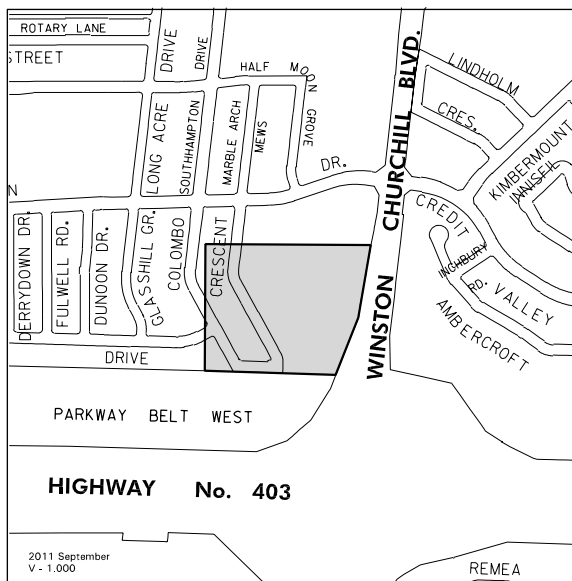 ROTARY LANE
STREET
DRIVE
DRIVE
HALF MOON GROVE
LONG ACRE
SOUTHHAMPTON
MARBLE ARCH
MEWS
DR.
CHURCHILL BLVD.
WINSTON
LINDHOLM
CRES.
KIMBERMOUNT
INNISFIL
CREDIT
VALLEY
INCHBURY
RD.
AMBERCROFT
N
DERRYDOWN DR.
FULWELL RD.
DUNOON DR.
GLASSHILL GR.
COLOMBO
CRESCENT
DRIVE
PARKWAY BELT WEST
HIGHWAY No. 403
2011 September
V - 1.000
REMEA